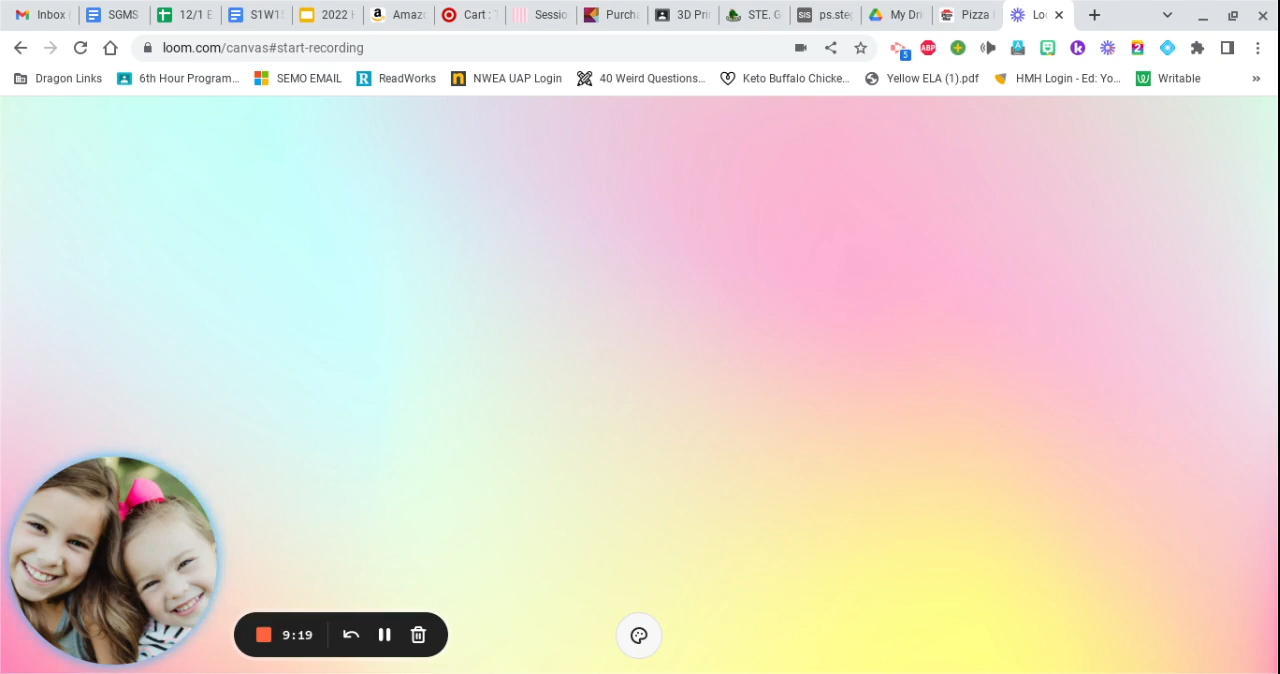 Inbox SGMS 12/1 E S1W1 2022 Amaz Cart : Sessio Purch 3D Pri STE. G ps.ste My Dri Pizza Lo
loom.com/canvas#start-recording 5
Dragon Links 6th Hour Program... SEMO EMAIL ReadWorks NWEA UAP Login 40 Weird Questions... Keto Buffalo Chicke... Yellow ELA (1).pdf HMH Login - Ed: Yo... Writable »
9:19